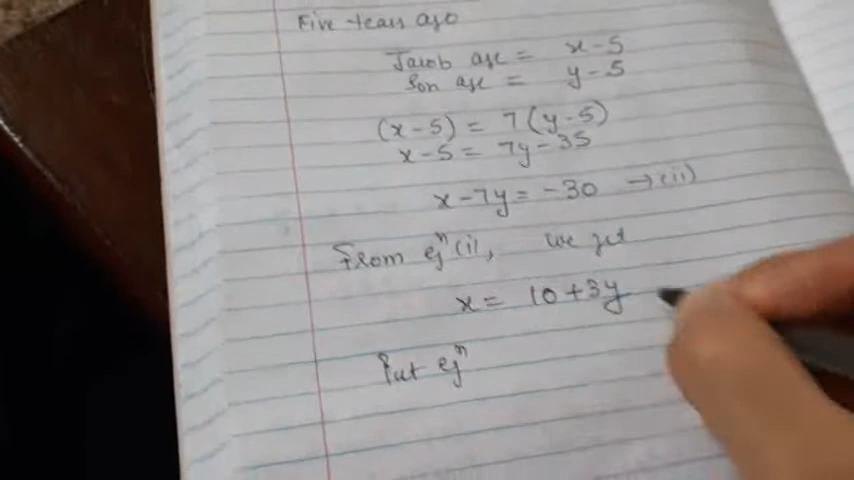 Five years ago
Jacob age = x-5
Son age = y-5
(x-5) = 7(y-5)
x-5 = 7y-35
x-7y = -30 →(ii)
From eqⁿ (i), we get
x = 10+3y
Put eqⁿ